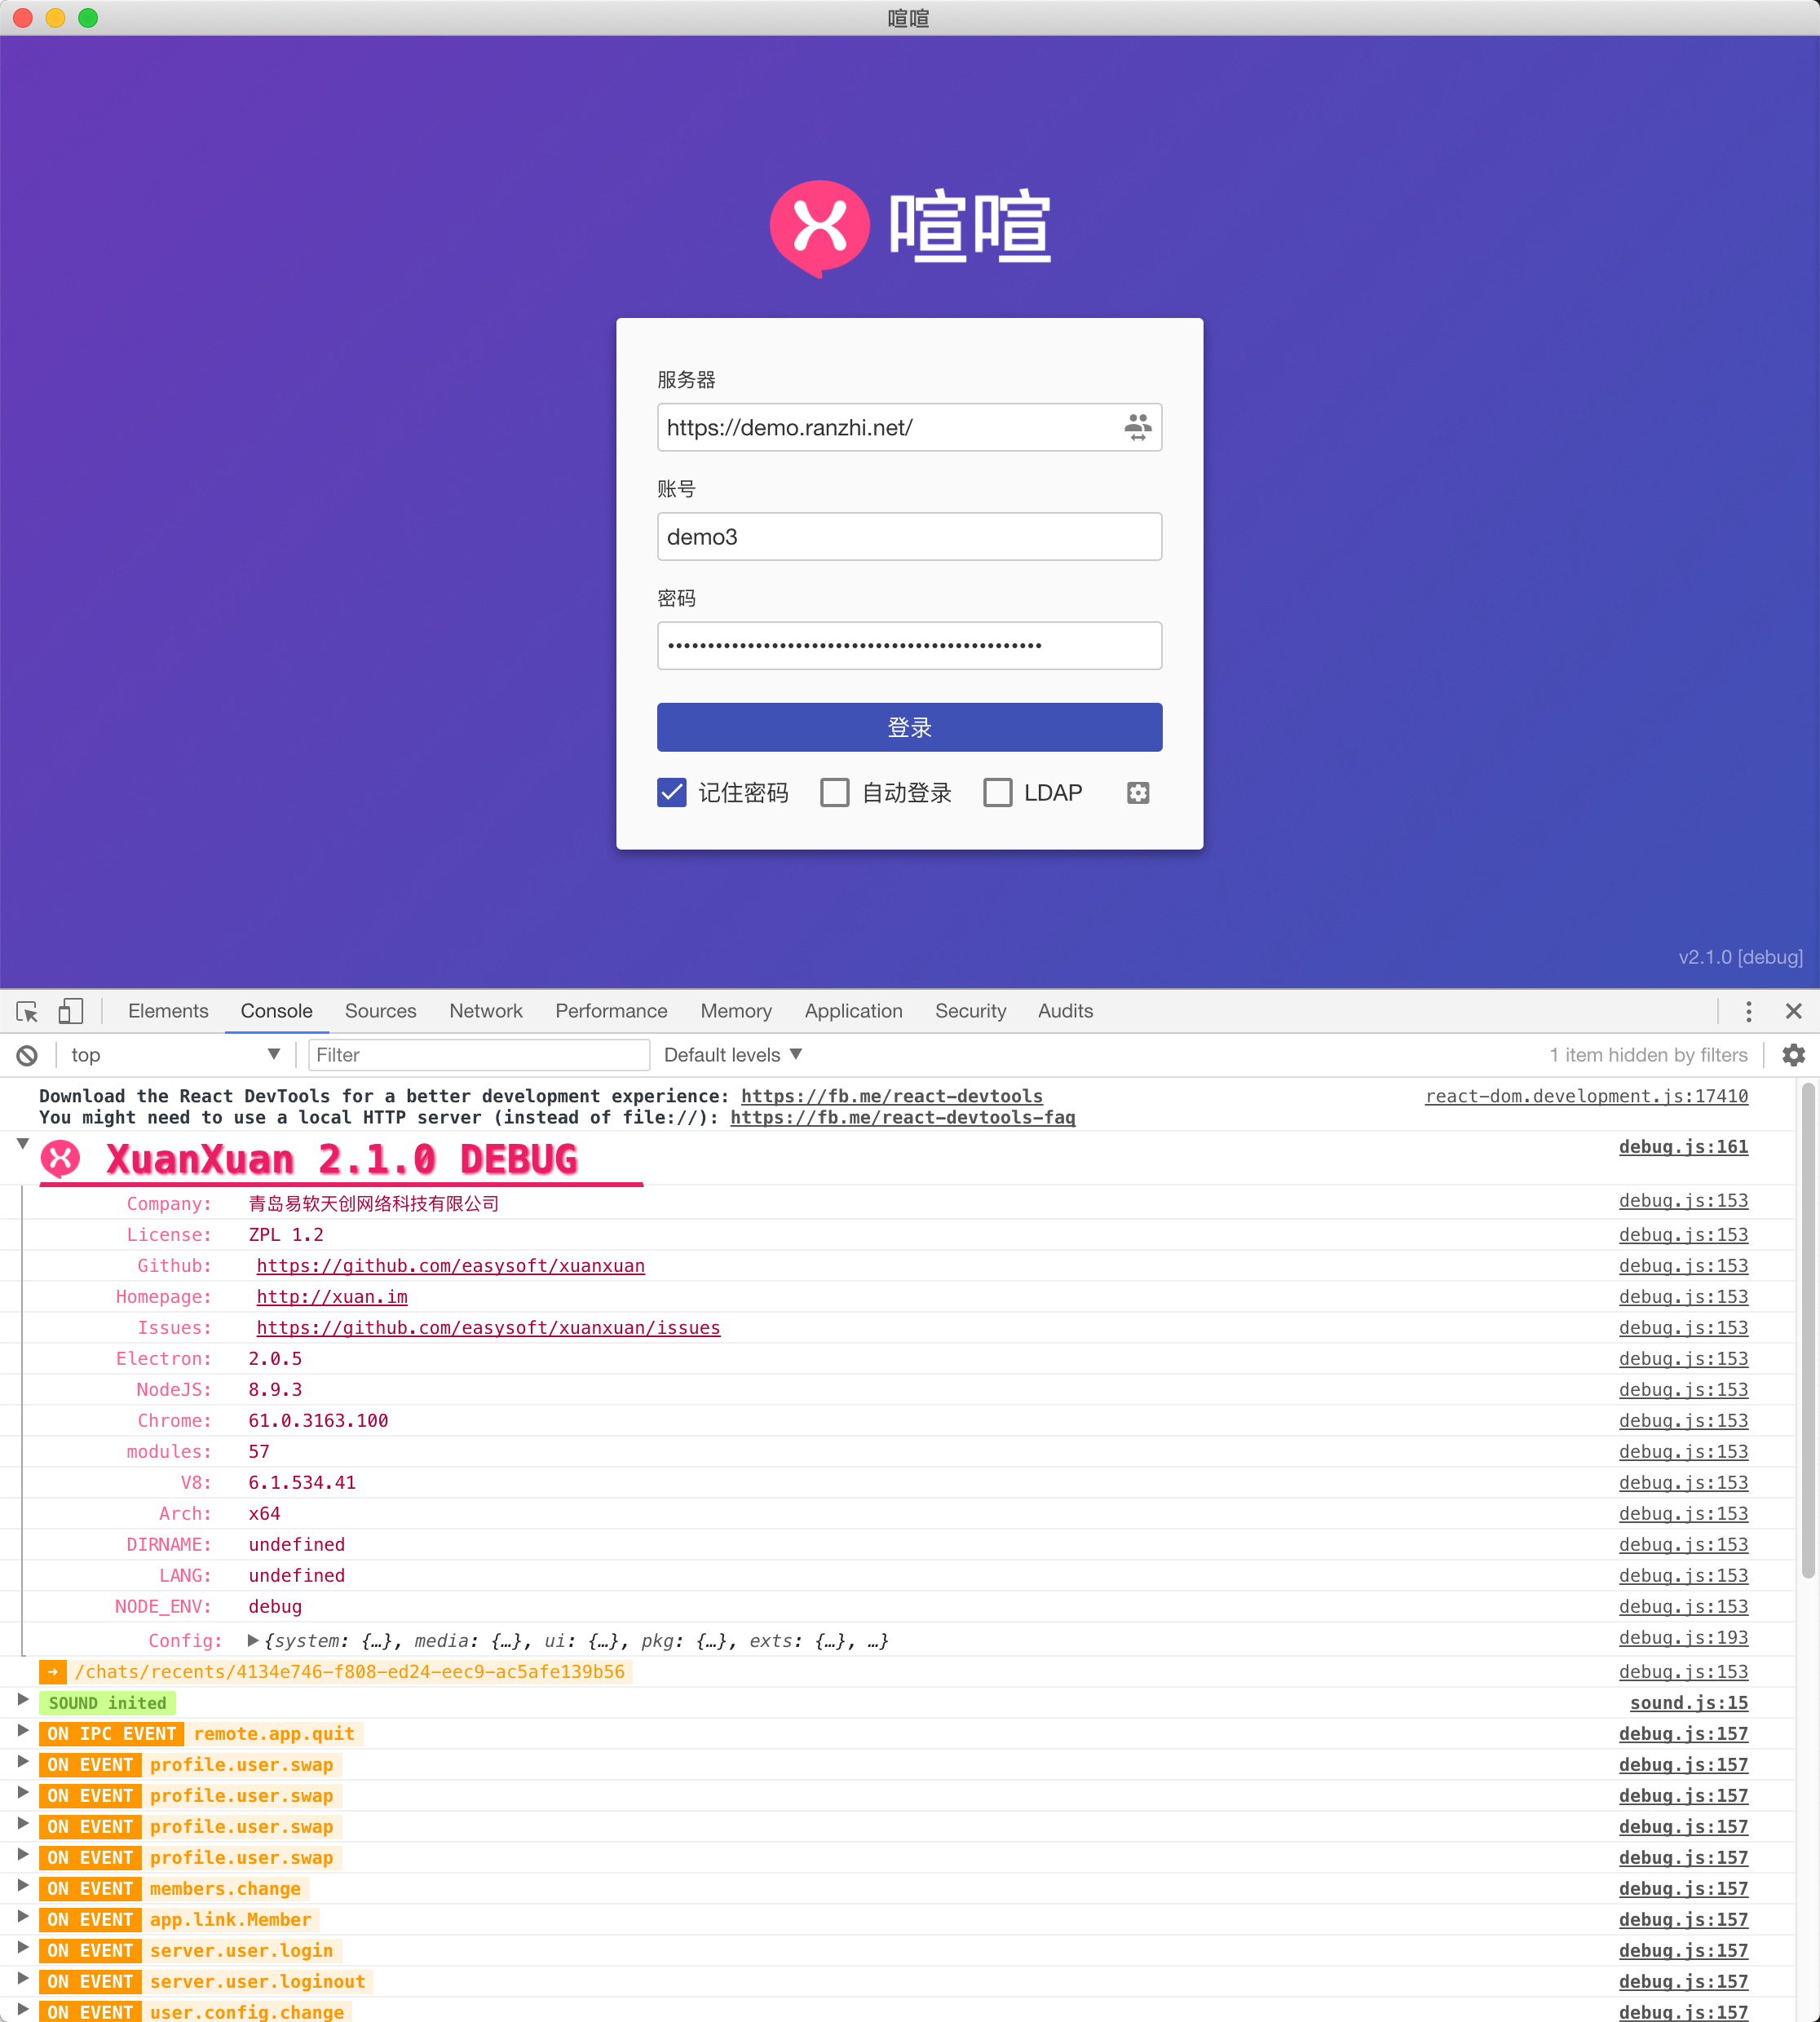 喧喧
喧喧
服务器
https://demo.ranzhi.net/
账号
demo3
密码
•••••••••••••••••••••••••••••••••••••••••••••••
登录
记住密码 自动登录 LDAP
v2.1.0 [debug]
Elements Console Sources Network Performance Memory Application Security Audits
top Filter Default levels 1 item hidden by filters
Download the React DevTools for a better development experience: https://fb.me/react-devtools react-dom.development.js:17410
You might need to use a local HTTP server (instead of file://): https://fb.me/react-devtools-faq
XuanXuan 2.1.0 DEBUG debug.js:161
Company: 青岛易软天创网络科技有限公司 debug.js:153
License: ZPL 1.2 debug.js:153
Github: https://github.com/easysoft/xuanxuan debug.js:153
Homepage: http://xuan.im debug.js:153
Issues: https://github.com/easysoft/xuanxuan/issues debug.js:153
Electron: 2.0.5 debug.js:153
NodeJS: 8.9.3 debug.js:153
Chrome: 61.0.3163.100 debug.js:153
modules: 57 debug.js:153
V8: 6.1.534.41 debug.js:153
Arch: x64 debug.js:153
DIRNAME: undefined debug.js:153
LANG: undefined debug.js:153
NODE_ENV: debug debug.js:153
Config: {system: {…}, media: {…}, ui: {…}, pkg: {…}, exts: {…}, …} debug.js:193
➜ /chats/recents/4134e746-f808-ed24-eec9-ac5afe139b56 debug.js:153
SOUND inited sound.js:15
ON IPC EVENT remote.app.quit debug.js:157
ON EVENT profile.user.swap debug.js:157
ON EVENT profile.user.swap debug.js:157
ON EVENT profile.user.swap debug.js:157
ON EVENT profile.user.swap debug.js:157
ON EVENT members.change debug.js:157
ON EVENT app.link.Member debug.js:157
ON EVENT server.user.login debug.js:157
ON EVENT server.user.loginout debug.js:157
ON EVENT user.config.change debug.js:157